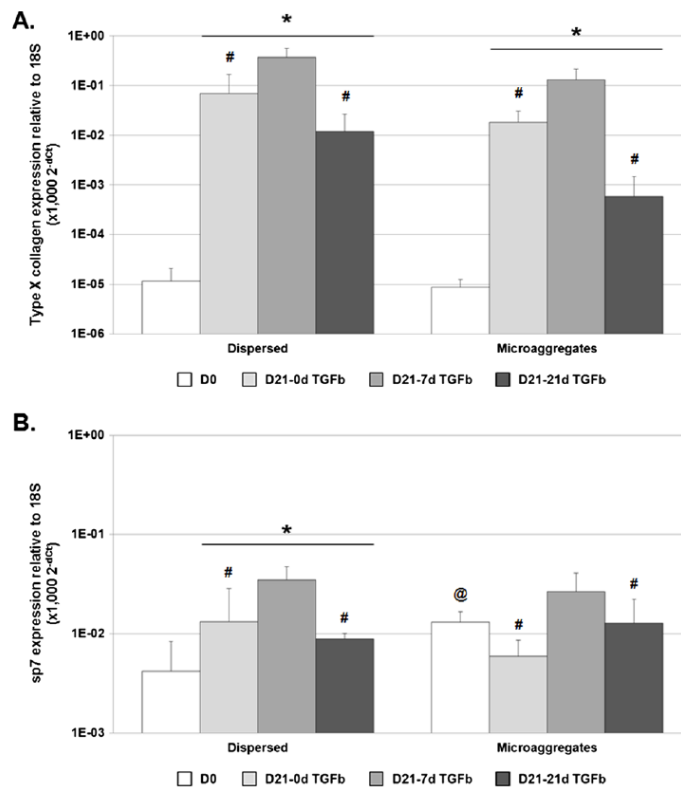 A.
Type X collagen expression relative to 18S
(x1,000 2-dCt)
1E+00
1E-01
1E-02
1E-03
1E-04
1E-05
1E-06
*
#
#
*
#
#
Dispersed
Microaggregates
D0
D21-0d TGFb
D21-7d TGFb
D21-21d TGFb
B.
sp7 expression relative to 18S
(x1,000 2-dCt)
1E+00
1E-01
1E-02
1E-03
*
#
#
@
#
#
Dispersed
Microaggregates
D0
D21-0d TGFb
D21-7d TGFb
D21-21d TGFb